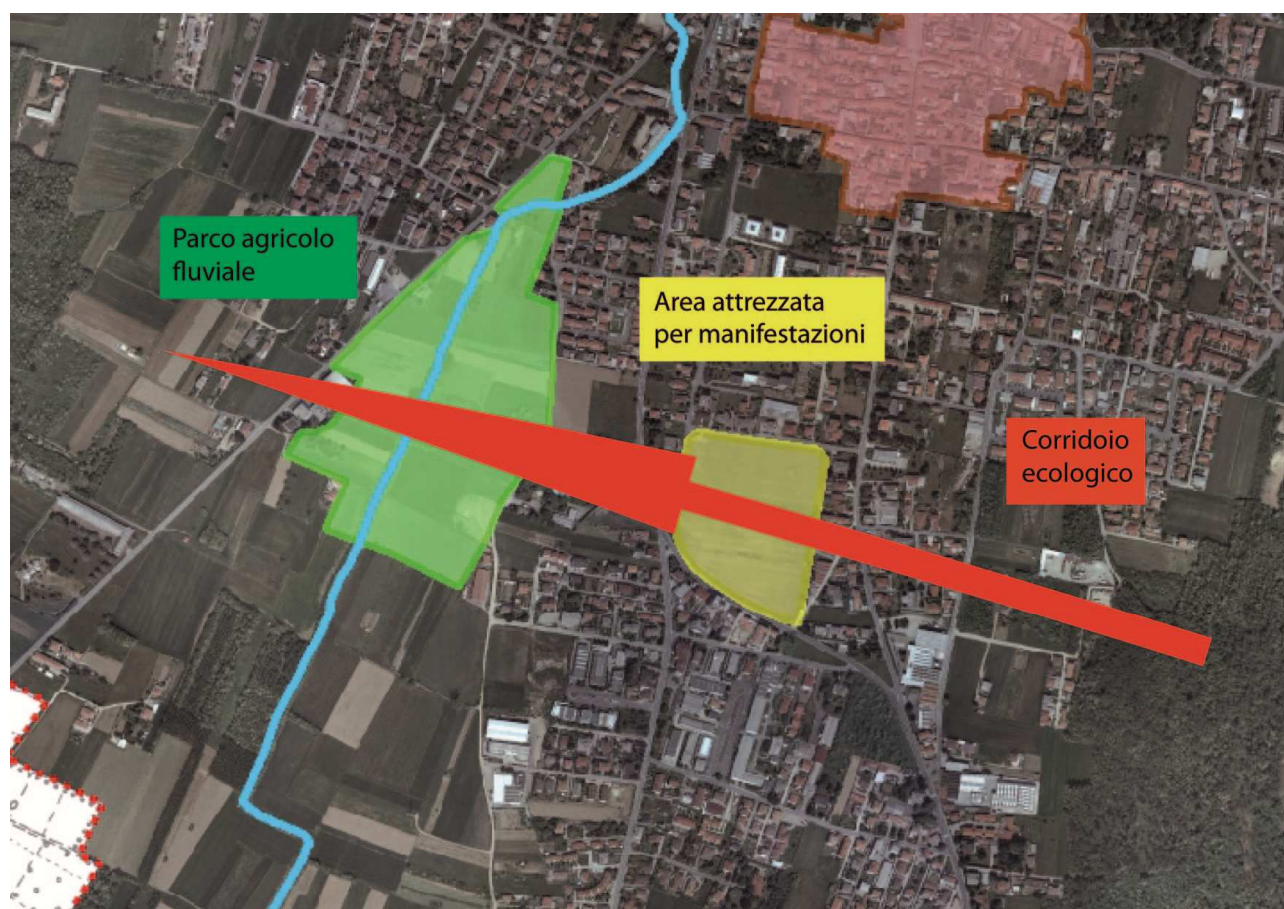 Parco agricolo
fluviale
Area attrezzata
per manifestazioni
Corridoio
ecologico